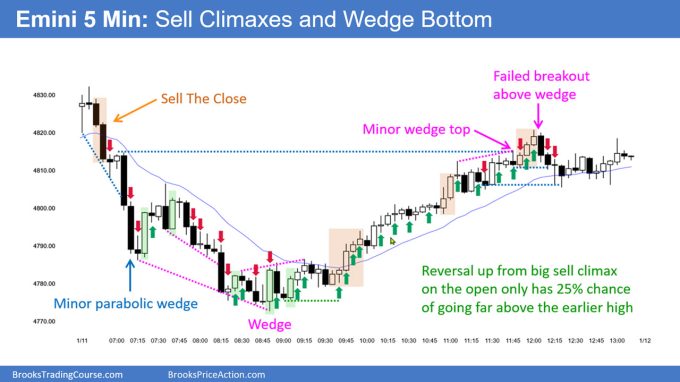 Emini 5 Min: Sell Climaxes and Wedge Bottom
Failed breakout
above wedge
4830.00
Sell The Close
Minor wedge top
4820.00
4810.00
4800.00
4790.00
Reversal up from big sell climax
on the open only has 25% chance
of going far above the earlier high
4780.00
Minor parabolic wedge
4770.00
Wedge
1/11 07:00 07:15 07:30 07:45 08:00 08:15 08:30 08:45 09:00 09:15 09:30 09:45 10:00 10:15 10:30 10:45 11:00 11:15 11:30 11:45 12:00 12:15 12:30 12:45 13:00 1/12
BrooksTradingCourse.com - BrooksPriceAction.com